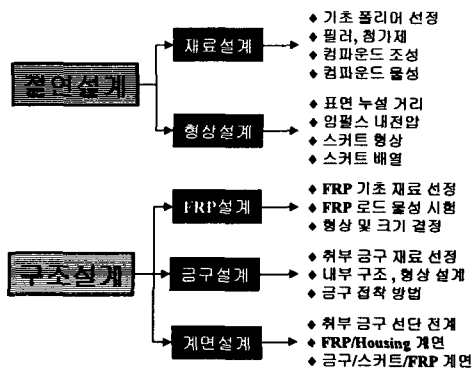 절연설계
재료설계
♦ 기초 폴리어 선정
♦ 필러, 첨가제
♦ 컴파운드 조성
♦ 컴파운드 물성
형상설계
♦ 표면 누설 거리
♦ 임펄스 내전압
♦ 스커트 형상
♦ 스커트 배열
구조설계
FRP설계
♦ FRP 기초 재료 선정
♦ FRP 로드 물성 시험
♦ 형상 및 크기 결정
금구설계
♦ 취부 금구 재료 선정
♦ 내부 구조, 형상 설계
♦ 금구 접착 방법
계면설계
♦ 취부 금구 선단 전계
♦ FRP/Housing 계면
♦ 금구/스커트/FRP 계면